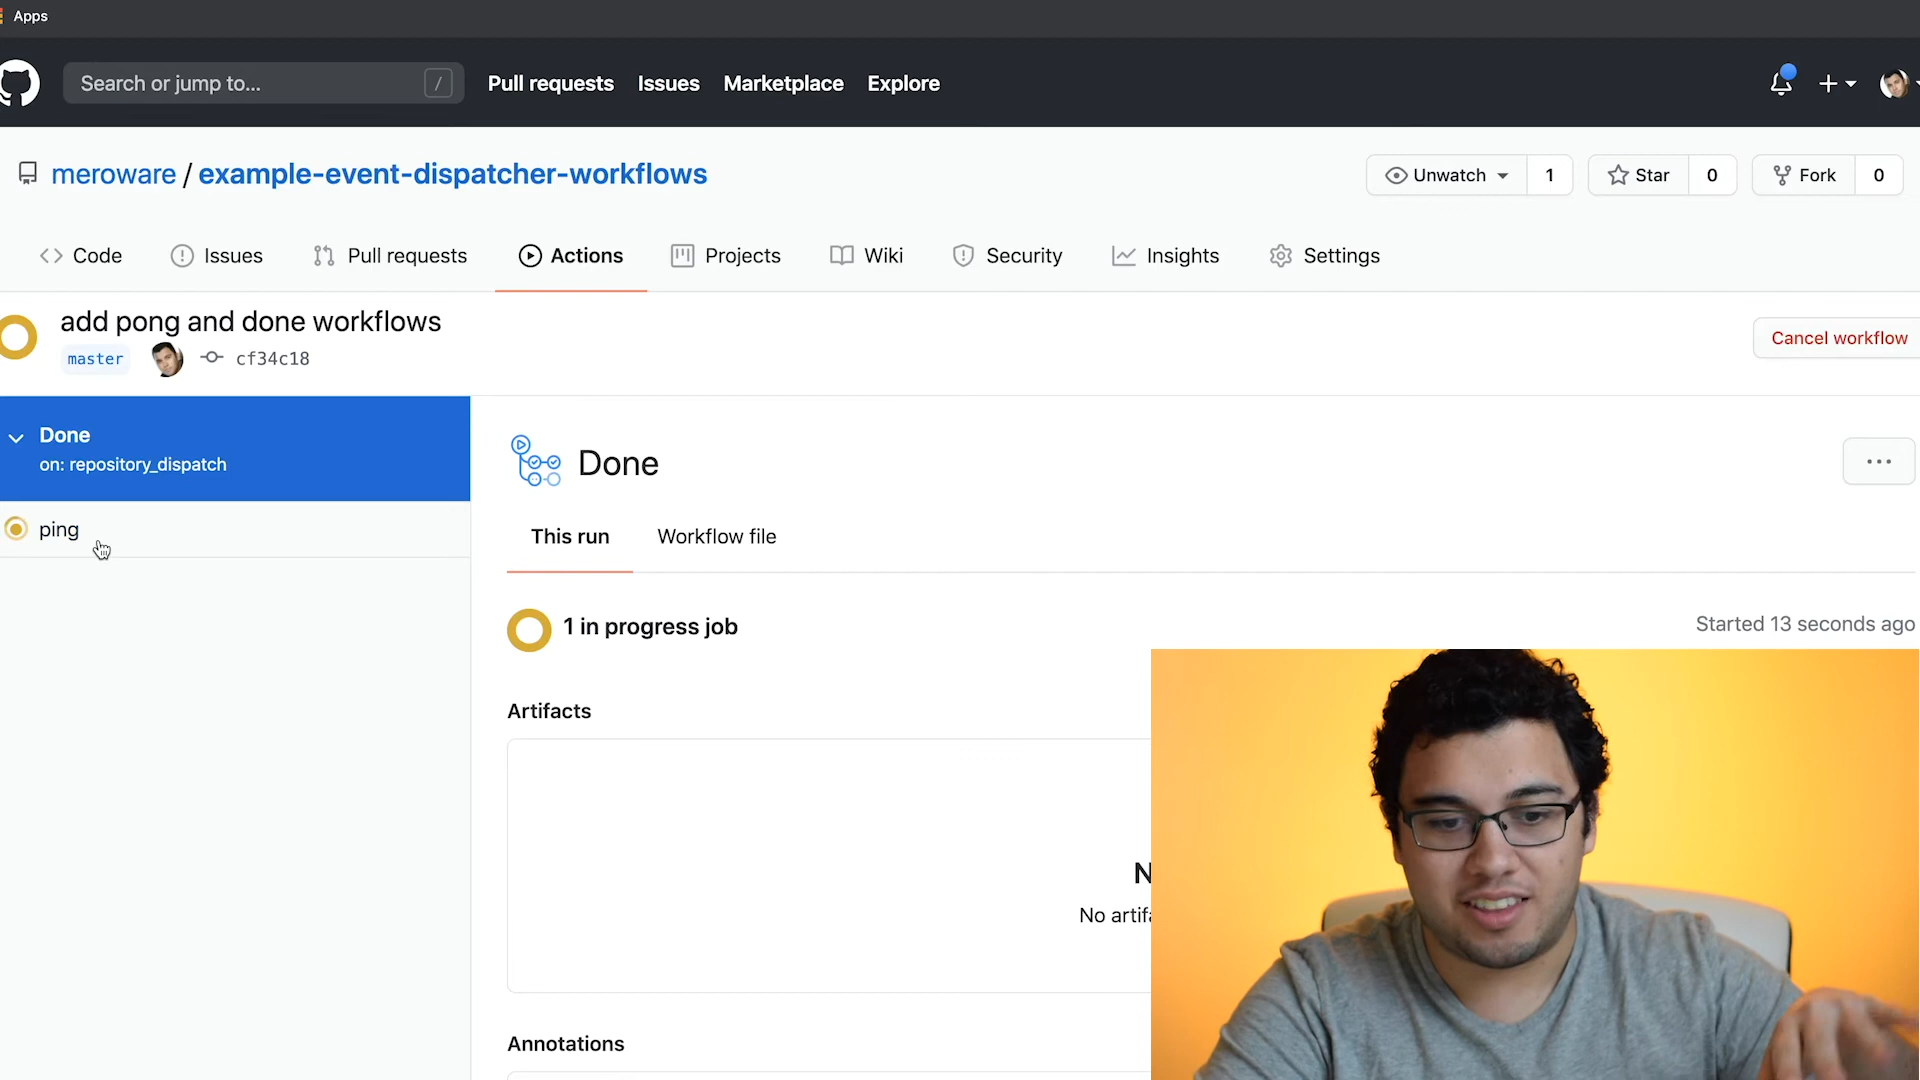 Apps
Search or jump to... / Pull requests Issues Marketplace Explore
meroware / example-event-dispatcher-workflows Unwatch 1 Star 0 Fork 0
Code Issues Pull requests Actions Projects Wiki Security Insights Settings
add pong and done workflows
Cancel workflow
master cf34c18
Done
on: repository_dispatch
Done
ping
This run Workflow file
1 in progress job Started 13 seconds ago
Artifacts
No
Annotations